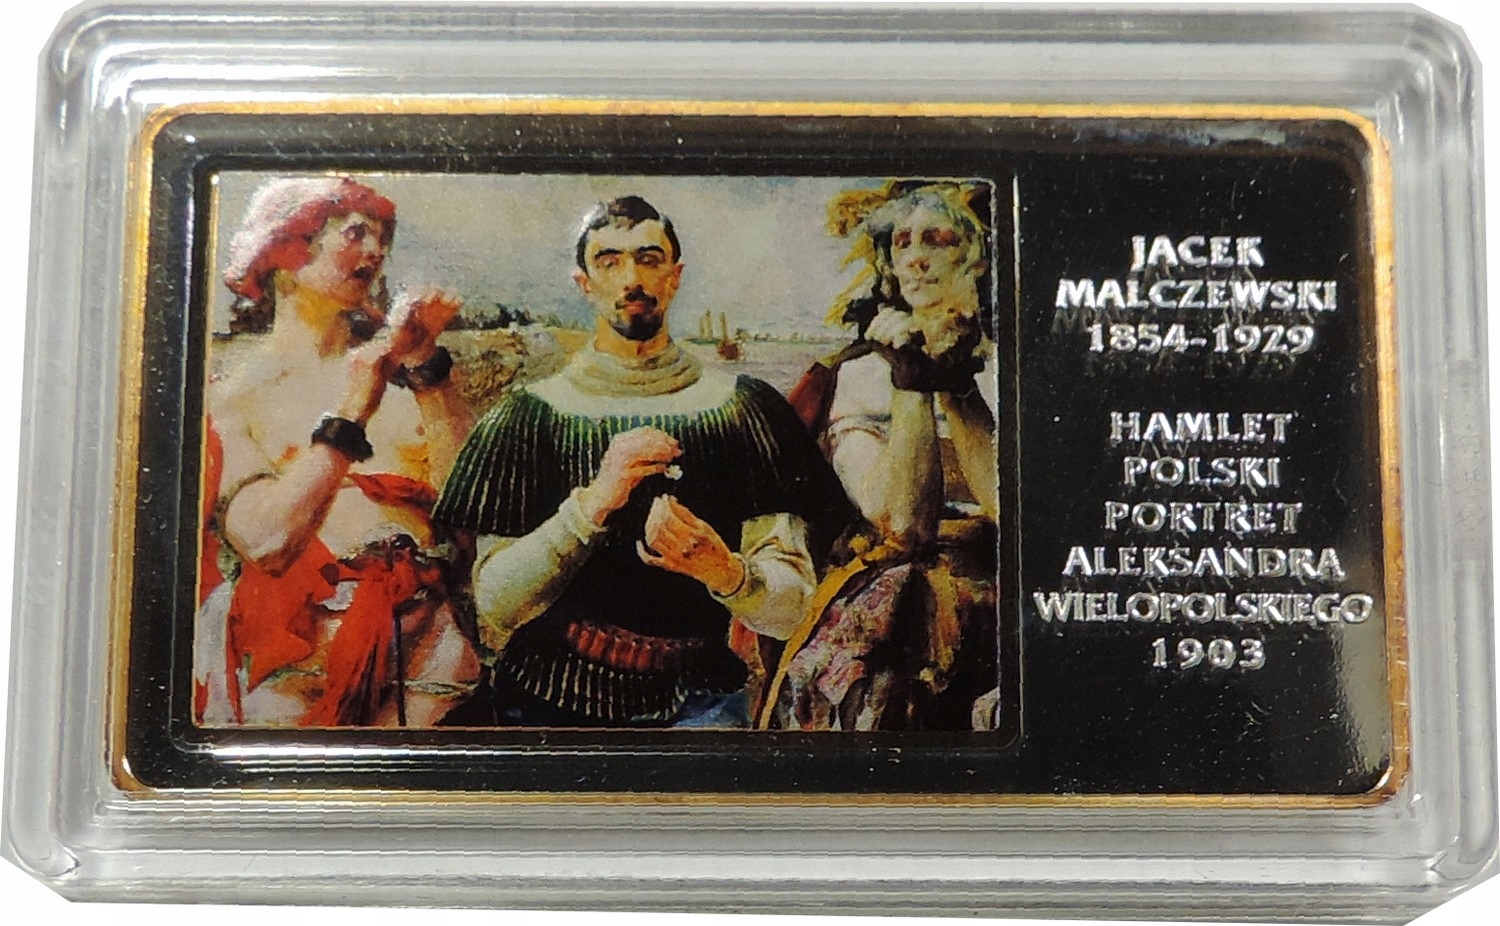 JACEK
MALCZEWSKI
1854-1929
HAMLET
POLSKI
PORTRET
ALEKSANDRA
WIELOPOLSKIEGO
1903